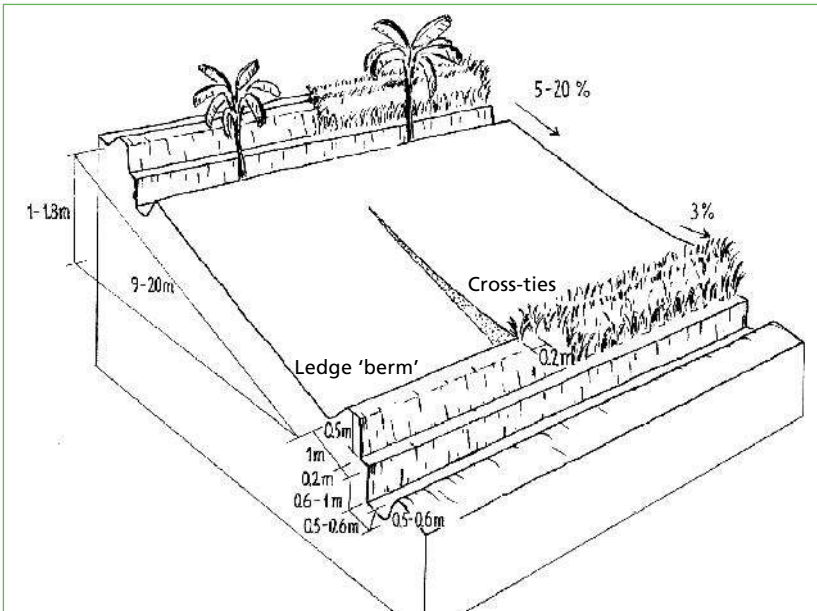 5-20 %
3%
1-1.8m
9-20m
Cross-ties
0.2m
Ledge ‘berm’
0.5m
1m
0.2m
0.6-1m
0.5-0.6m
0.5-0.6m